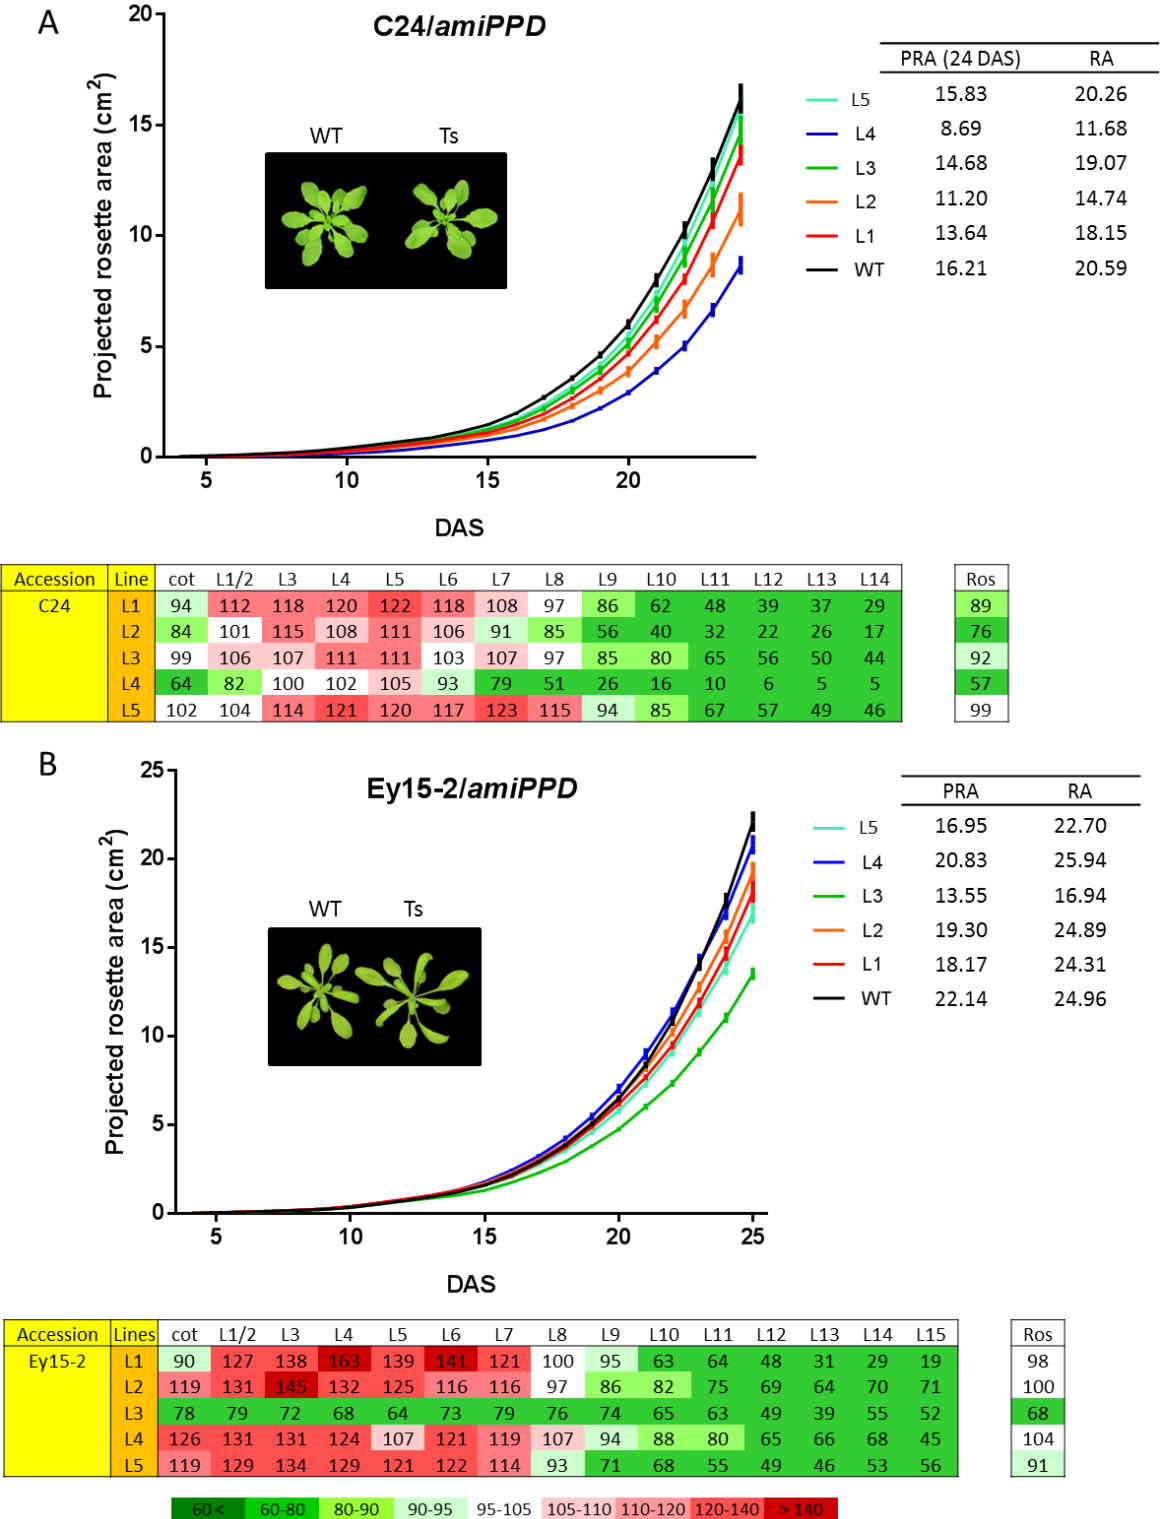 A
C24/amiPPD
Projected rosette area (cm2)
20
15
10
5
0
5 10 15 20
DAS
WT Ts
PRA (24 DAS) RA
L5 15.83 20.26
L4 8.69 11.68
L3 14.68 19.07
L2 11.20 14.74
L1 13.64 18.15
WT 16.21 20.59
Accession Line cot L1/2 L3 L4 L5 L6 L7 L8 L9 L10 L11 L12 L13 L14 Ros
C24 L1 94 112 118 120 122 118 108 97 86 62 48 39 37 29 89
L2 84 101 115 108 111 106 91 85 56 40 32 22 26 17 76
L3 99 106 107 111 111 103 107 97 85 80 65 56 50 44 92
L4 64 82 100 102 105 93 79 51 26 16 10 6 5 5 57
L5 102 104 114 121 120 117 123 115 94 85 67 57 49 46 99
B
Ey15-2/amiPPD
Projected rosette area (cm2)
25
20
15
10
5
0
5 10 15 20 25
DAS
WT Ts
PRA RA
L5 16.95 22.70
L4 20.83 25.94
L3 13.55 16.94
L2 19.30 24.89
L1 18.17 24.31
WT 22.14 24.96
Accession Lines cot L1/2 L3 L4 L5 L6 L7 L8 L9 L10 L11 L12 L13 L14 L15 Ros
Ey15-2 L1 90 127 138 163 139 141 121 100 95 63 64 48 31 29 19 98
L2 119 131 145 132 125 116 116 97 86 82 75 69 64 70 71 100
L3 78 79 72 68 64 73 79 76 74 65 63 49 39 55 52 68
L4 126 131 131 124 107 121 119 107 94 88 80 65 66 68 45 104
L5 119 129 134 129 121 122 114 93 71 68 55 49 46 53 56 91
60 < 60-80 80-90 90-95 95-105 105-110 110-120 120-140 > 140